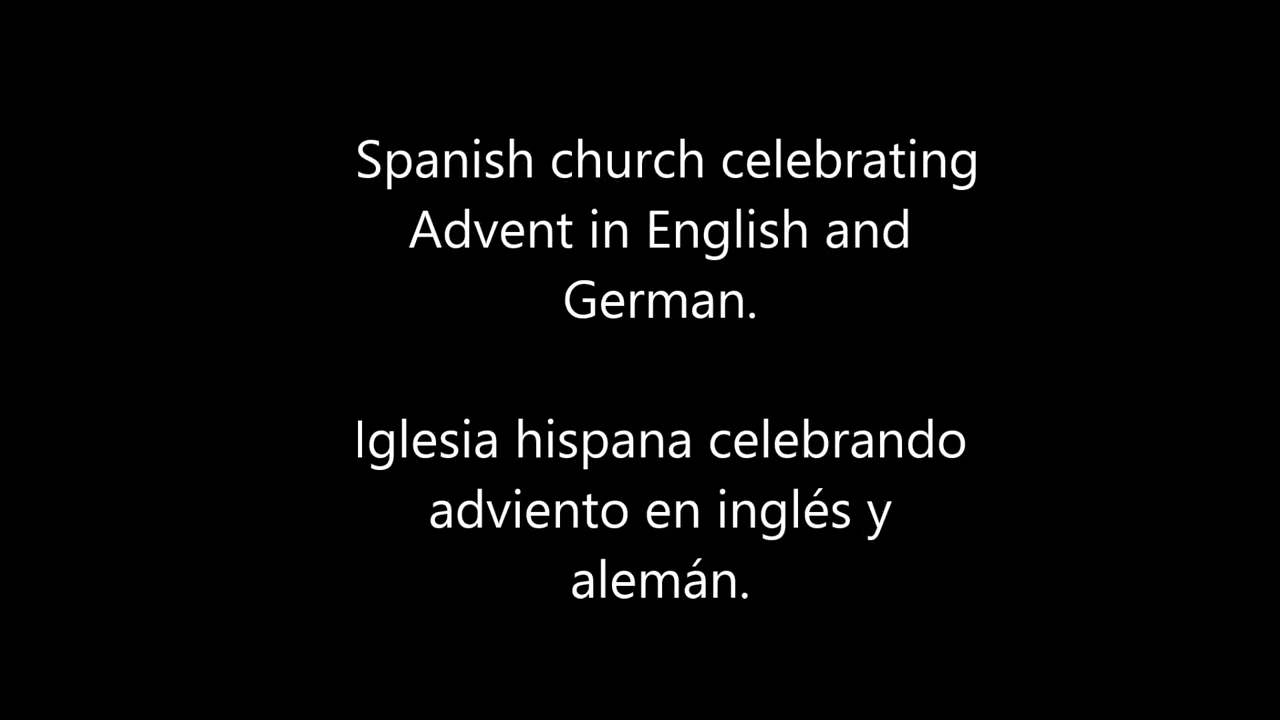 Spanish church celebrating
Advent in English and
German.
Iglesia hispana celebrando
adviento en inglés y
alemán.